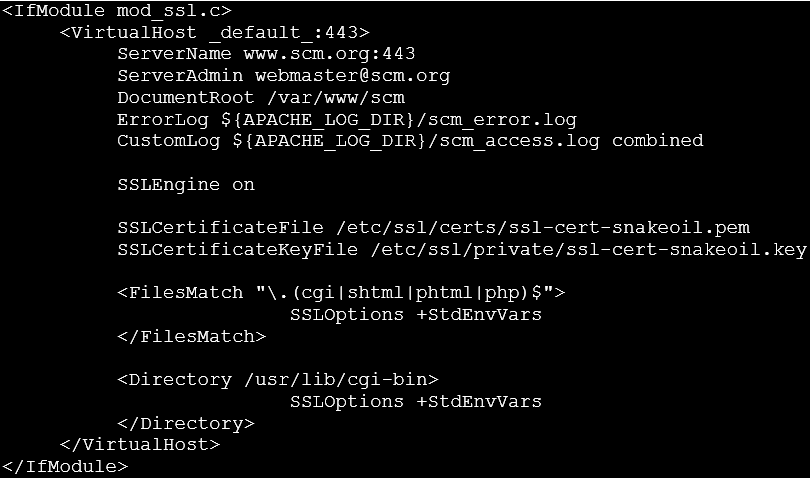 <IfModule mod_ssl.c>
<VirtualHost _default_:443>
ServerName www.scm.org:443
ServerAdmin webmaster@scm.org
DocumentRoot /var/www/scm
ErrorLog ${APACHE_LOG_DIR}/scm_error.log
CustomLog ${APACHE_LOG_DIR}/scm_access.log combined
SSLEngine on
SSLCertificateFile /etc/ssl/certs/ssl-cert-snakeoil.pem
SSLCertificateKeyFile /etc/ssl/private/ssl-cert-snakeoil.key
<FilesMatch "\.(cgi|shtml|phtml|php)$">
SSLOptions +StdEnvVars
</FilesMatch>
<Directory /usr/lib/cgi-bin>
SSLOptions +StdEnvVars
</Directory>
</VirtualHost>
</IfModule>